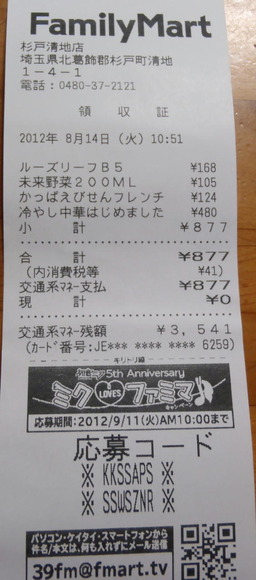 FamilyMart
杉戸清地店
埼玉県北葛飾郡杉戸町清地
1-4-1
電話：0480-37-2121
領収証
2012年 8月14日（火）10:51
ルーズリーフB5 ¥168
未来野菜200ML ¥105
かっぱえびせんフレンチ ¥124
冷やし中華はじめました ¥480
小計 ¥877
合計 ¥877
（内消費税等 ¥41）
交通系マネー支払 ¥877
現計 ¥0
交通系マネー残額 ¥3,541
（カード番号:JE*** **** **** 6259）
キリトリ線
5th Anniversary
ミクLOVESファミマ♪
キャンペーン
応募期間:2012/9/11(火)AM10:00まで
応募コード
※ KKSSAPS ※
※ SSWSZNR ※
パソコン・ケイタイ・スマートフォンから
件名/本文は、何も入れずにメール送信
39fm@fmart.tv